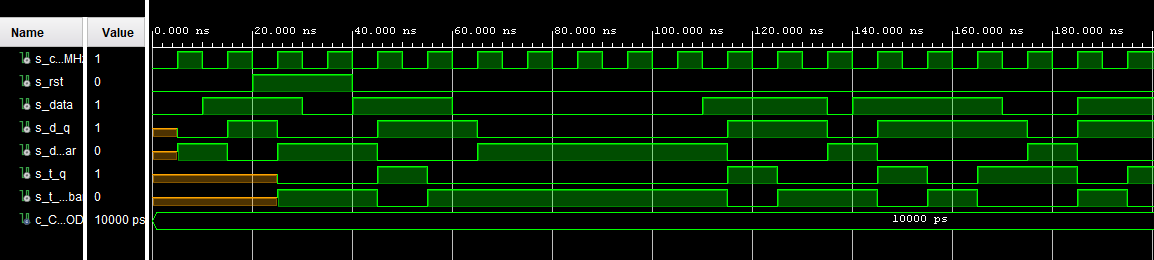 Name Value 0.000 ns 20.000 ns 40.000 ns 60.000 ns 80.000 ns 100.000 ns 120.000 ns 140.000 ns 160.000 ns 180.000 ns
s_c...MHz 1
s_rst 0
s_data 1
s_d_q 1
s_d...ar 0
s_t_q 1
s_t_...ba 0
c_C...OD 10000 ps 10000 ps